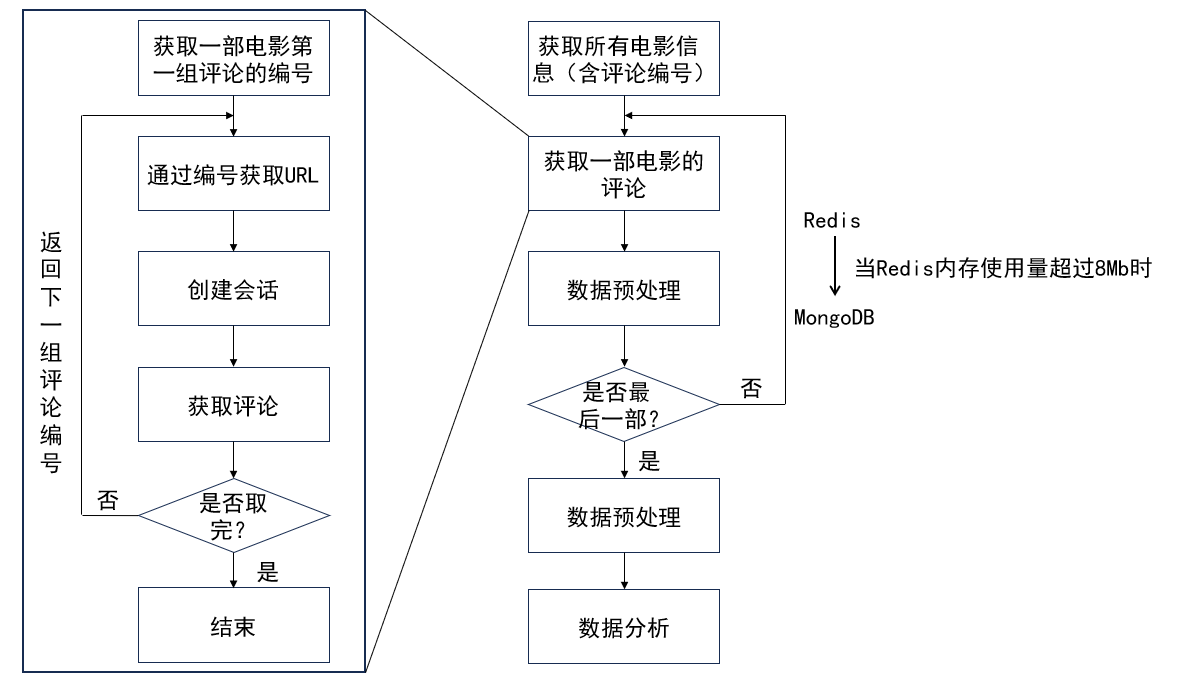 获取一部电影第
一组评论的编号
通过编号获取URL
创建会话
获取评论
是否取
完?
否
是
结束
返回下一组评论编号
获取所有电影信
息（含评论编号）
获取一部电影的
评论
数据预处理
是否最
后一部?
否
是
数据预处理
数据分析
Redis
当Redis内存使用量超过8Mb时
MongoDB